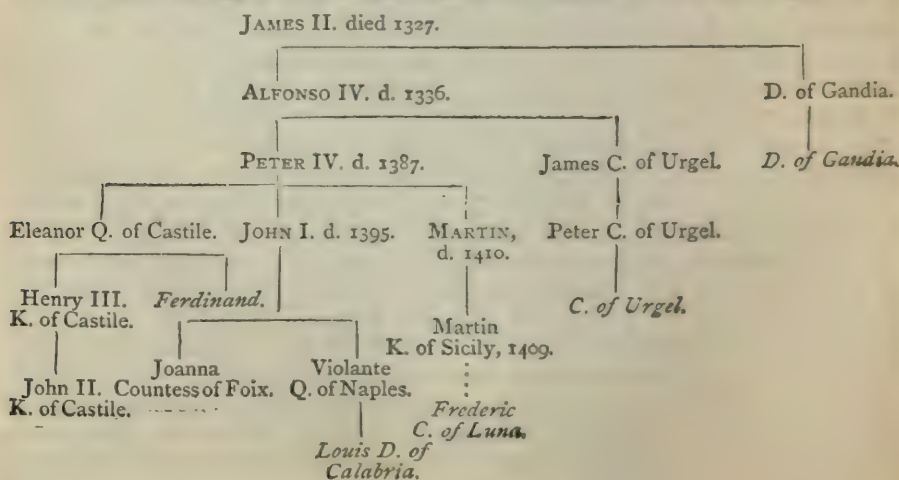 JAMES II. died 1327.
ALFONSO IV. d. 1336. D. of Gandia.
PETER IV. d. 1387. James C. of Urgel. D. of Gandia.
Eleanor Q. of Castile. JOHN I. d. 1395. MARTIN, Peter C. of Urgel.
d. 1410.
Henry III. Ferdinand. C. of Urgel.
K. of Castile.
Martin
K. of Sicily, 1409.
Joanna Violante
John II. Countess of Foix. Q. of Naples.
K. of Castile.
Frederic
C. of Luna.
Louis D. of
Calabria.